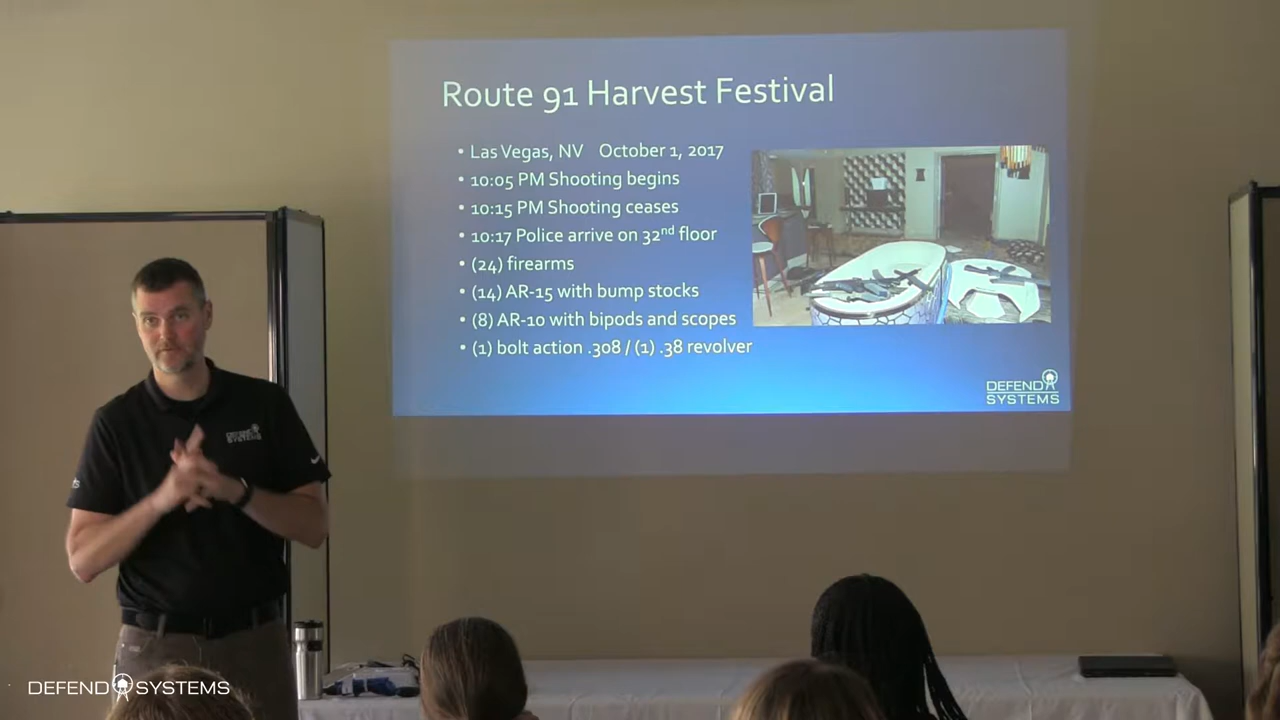 Route 91 Harvest Festival
• Las Vegas, NV October 1, 2017
• 10:05 PM Shooting begins
• 10:15 PM Shooting ceases
• 10:17 Police arrive on 32nd floor
• (24) firearms
• (14) AR-15 with bump stocks
• (8) AR-10 with bipods and scopes
• (1) bolt action .308 / (1) .38 revolver
DEFEND
SYSTEMS
DEFEND
SYSTEMS
DEFEND SYSTEMS